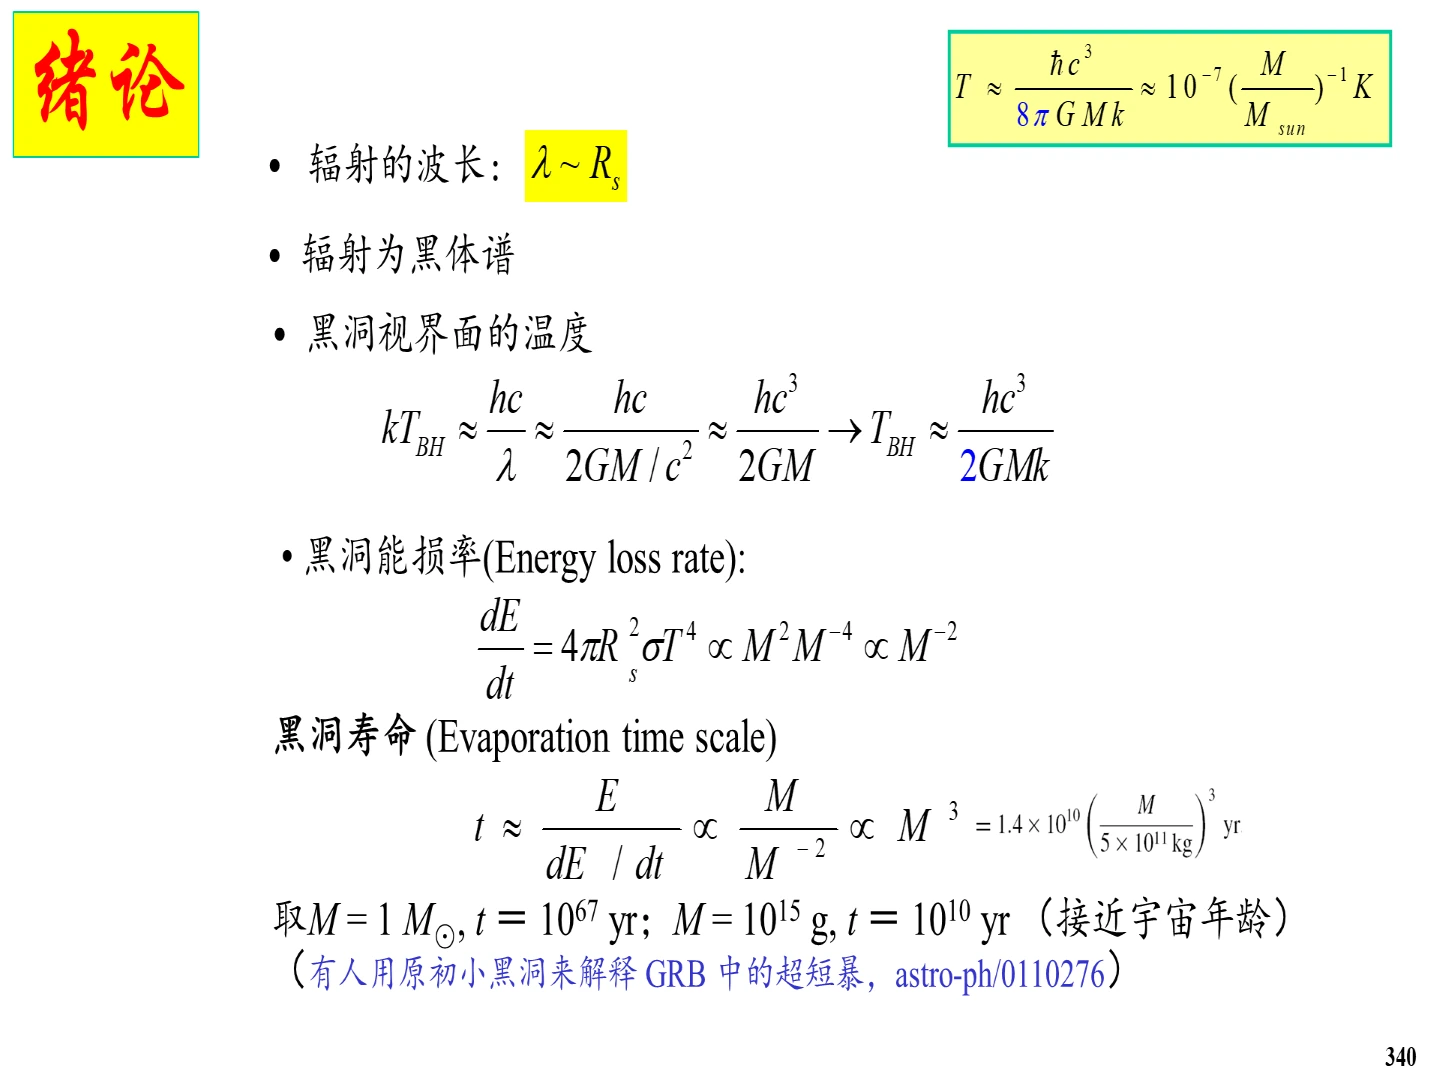 绪论
T ≈ ħc³ / 8πGMk ≈ 10⁻⁷ (M / M_sun)⁻¹ K
• 辐射的波长： λ ~ R_s
• 辐射为黑体谱
• 黑洞视界面的温度
kT_BH ≈ hc / λ ≈ hc / 2GM / c² ≈ hc³ / 2GM → T_BH ≈ hc³ / 2GMk
• 黑洞能损率(Energy loss rate):
dE / dt = 4πR_s² σT⁴ ∝ M² M⁻⁴ ∝ M⁻²
黑洞寿命 (Evaporation time scale)
t ≈ E / dE / dt ∝ M / M⁻² ∝ M³ = 1.4 × 10¹⁰ (M / 5 × 10¹¹ kg)³ yr
取M = 1 M☉, t = 10⁶⁷ yr；M = 10¹⁵ g, t = 10¹⁰ yr （接近宇宙年龄）
（有人用原初小黑洞来解释 GRB 中的超短暴，astro-ph/0110276）
340